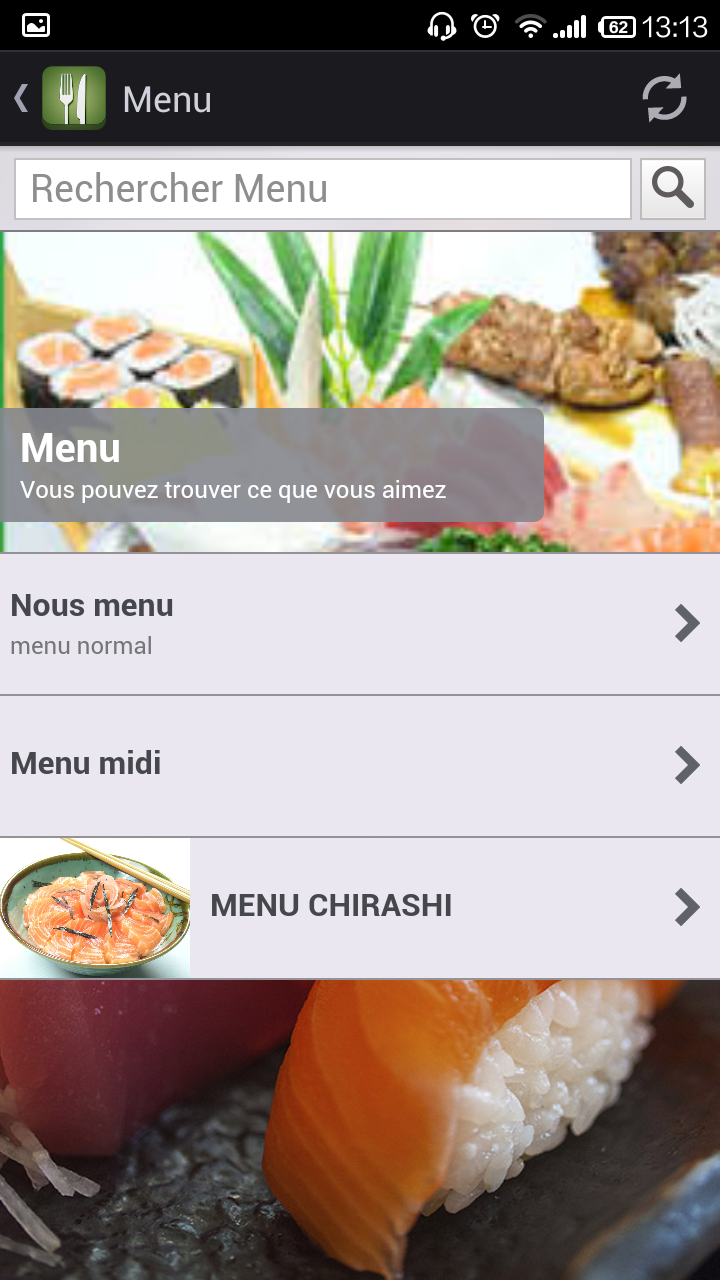 62 13:13
Menu
Rechercher Menu
Menu
Vous pouvez trouver ce que vous aimez
Nous menu
menu normal
Menu midi
MENU CHIRASHI